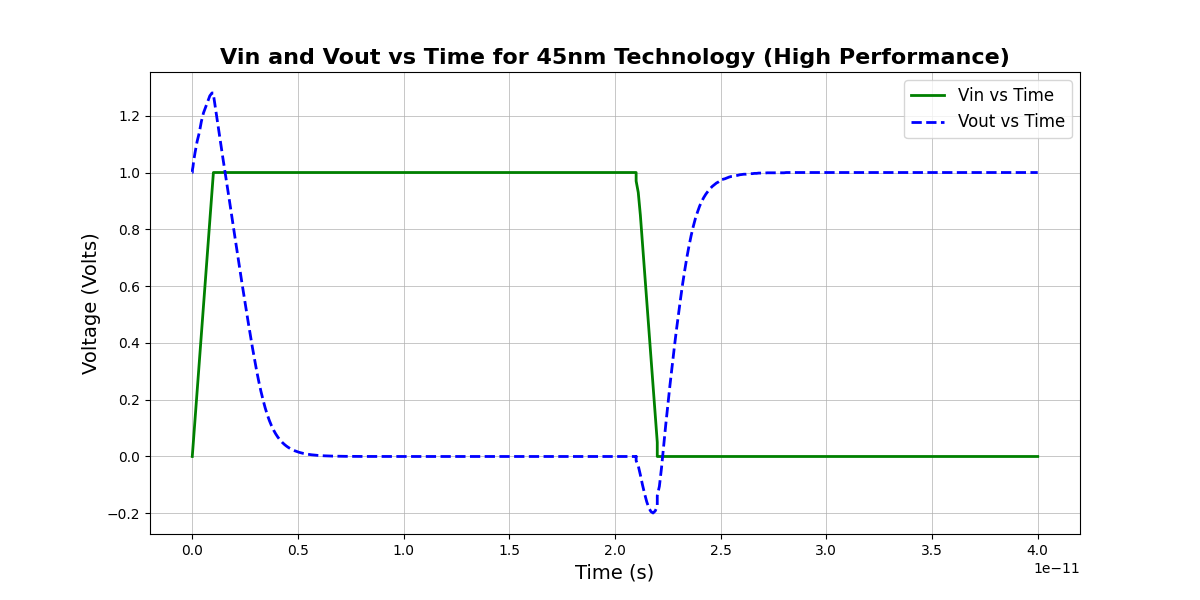 Vin and Vout vs Time for 45nm Technology (High Performance)
Vin vs Time
Vout vs Time
Voltage (Volts)
1.2
1.0
0.8
0.6
0.4
0.2
0.0
−0.2
0.0 0.5 1.0 1.5 2.0 2.5 3.0 3.5 4.0
1e−11
Time (s)